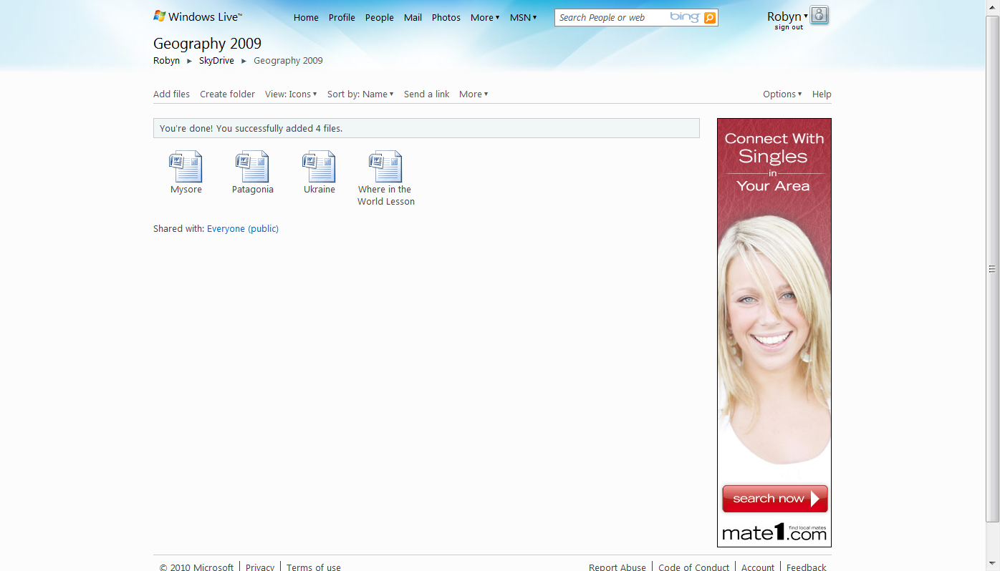 Windows Live™ Home Profile People Mail Photos More MSN Search People or web bing Robyn
sign out
Geography 2009
Robyn SkyDrive Geography 2009
Add files Create folder View: Icons Sort by: Name Send a link More Options Help
You're done! You successfully added 4 files.
Mysore Patagonia Ukraine Where in the
World Lesson
Shared with: Everyone (public)
Connect With
Singles
in
Your Area
search now
find local mates
mate1.com
© 2010 Microsoft Privacy Terms of use Report Abuse Code of Conduct Account Feedback